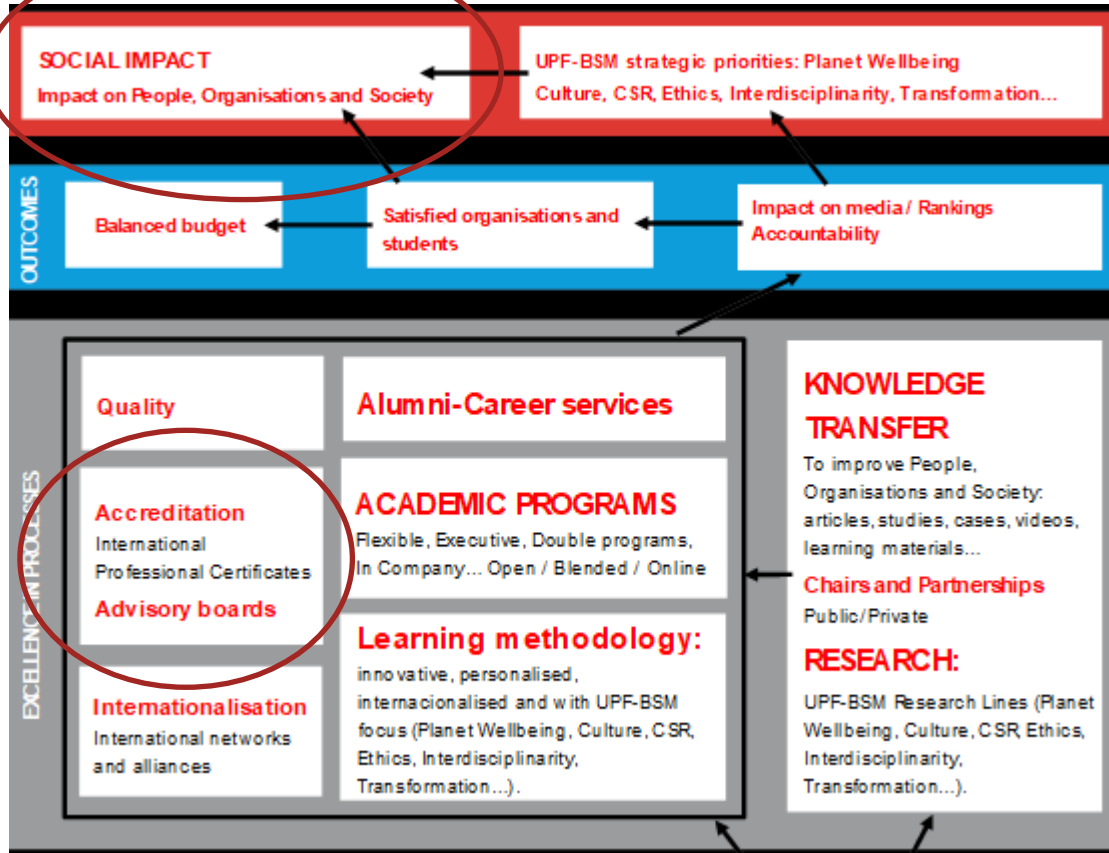 SOCIAL IMPACT
Impact on People, Organisations and Society
UPF-BSM strategic priorities: Planet Wellbeing
Culture, CSR, Ethics, Interdisciplinarity, Transformation...
OUTCOMES
Balanced budget
Satisfied organisations and
students
Impact on media / Rankings
Accountability
EXCELLENCE IN PROCESSES
Quality
Accreditation
International
Professional Certificates
Advisory boards
Internationalisation
International networks
and alliances
Alumni-Career services
ACADEMIC PROGRAMS
Flexible, Executive, Double programs,
In Company... Open / Blended / Online
Learning methodology:
innovative, personalised,
internacionalised and with UPF-BSM
focus (Planet Wellbeing, Culture, CSR,
Ethics, Interdisciplinarity,
Transformation...).
KNOWLEDGE
TRANSFER
To improve People,
Organisations and Society:
articles, studies, cases, videos,
learning materials...
Chairs and Partnerships
Public/Private
RESEARCH:
UPF-BSM Research Lines (Planet
Wellbeing, Culture, CSR, Ethics,
Interdisciplinarity,
Transformation...).